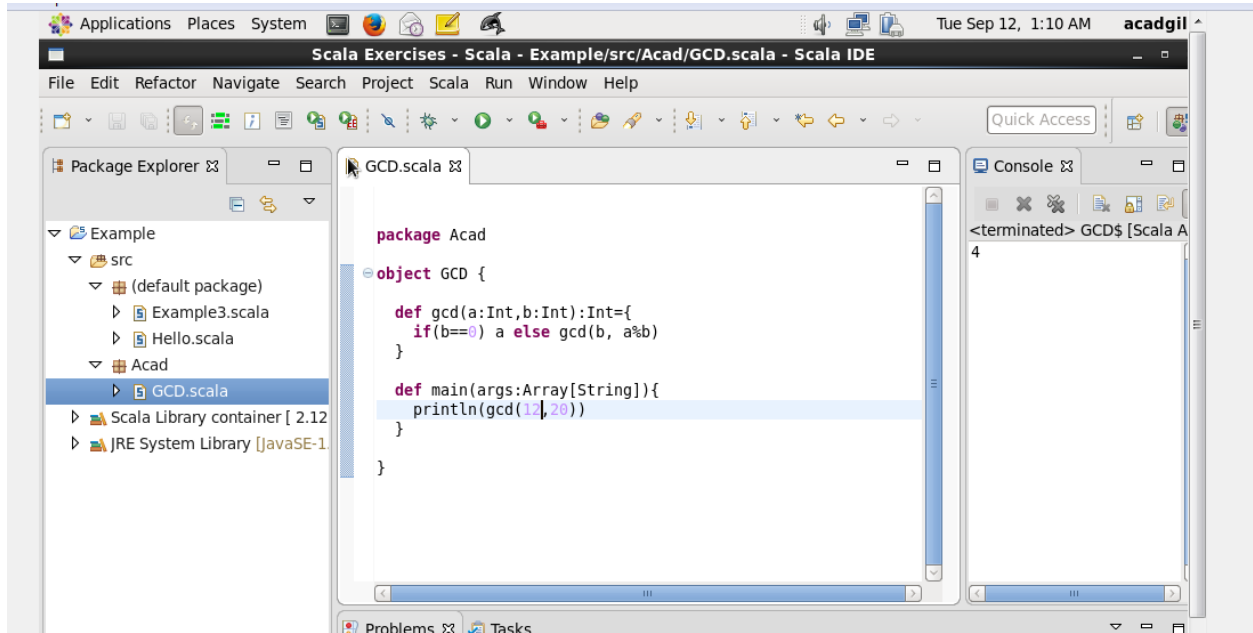 Applications Places System Tue Sep 12, 1:10 AM acadgil
Scala Exercises - Scala - Example/src/Acad/GCD.scala - Scala IDE
File Edit Refactor Navigate Search Project Scala Run Window Help
Quick Access
Package Explorer
Example
src
(default package)
Example3.scala
Hello.scala
Acad
GCD.scala
Scala Library container [ 2.12
JRE System Library [JavaSE-1.
GCD.scala
package Acad
object GCD {
def gcd(a:Int,b:Int):Int={
if(b==0) a else gcd(b, a%b)
}
def main(args:Array[String]){
println(gcd(12,20))
}
}
Console
<terminated> GCD$ [Scala A
4
Problems Tasks